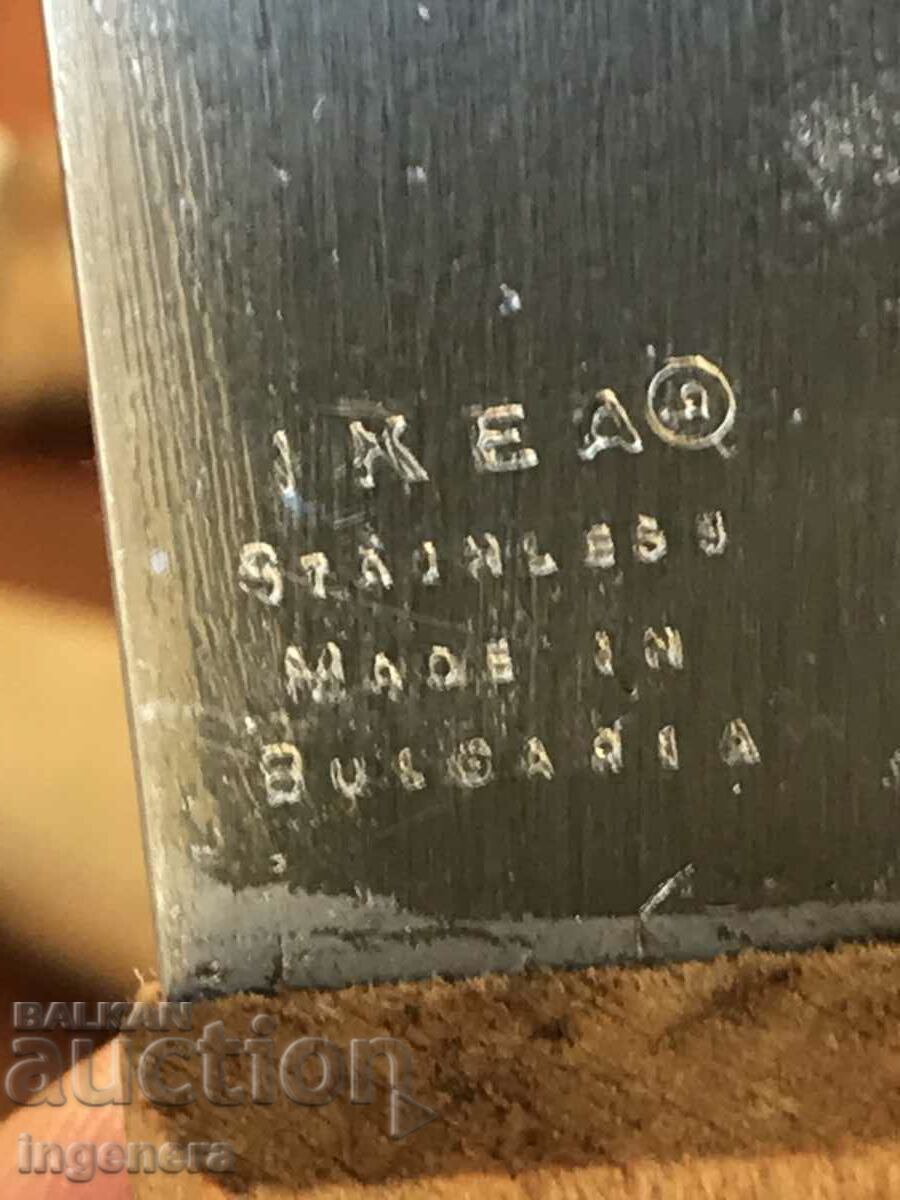 IKEA®
STAINLESS
MADE IN
BULGARIA
BALKAN
auction
ingenera